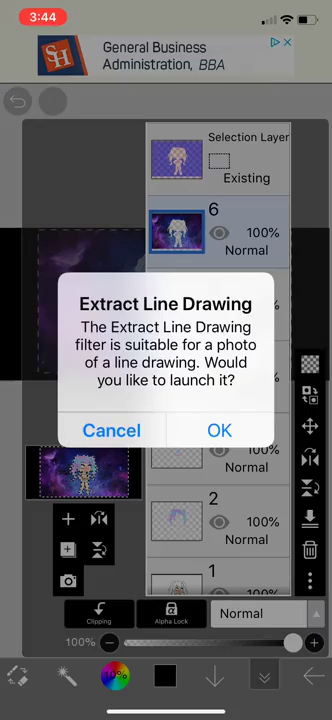 3:44
SH
General Business
Administration, BBA
Selection Layer
Existing
6
100%
Normal
Extract Line Drawing
The Extract Line Drawing
filter is suitable for a photo
of a line drawing. Would
you like to launch it?
Cancel
OK
Normal
2
100%
Normal
1
100%
Clipping
Alpha Lock
Normal
100%
10%